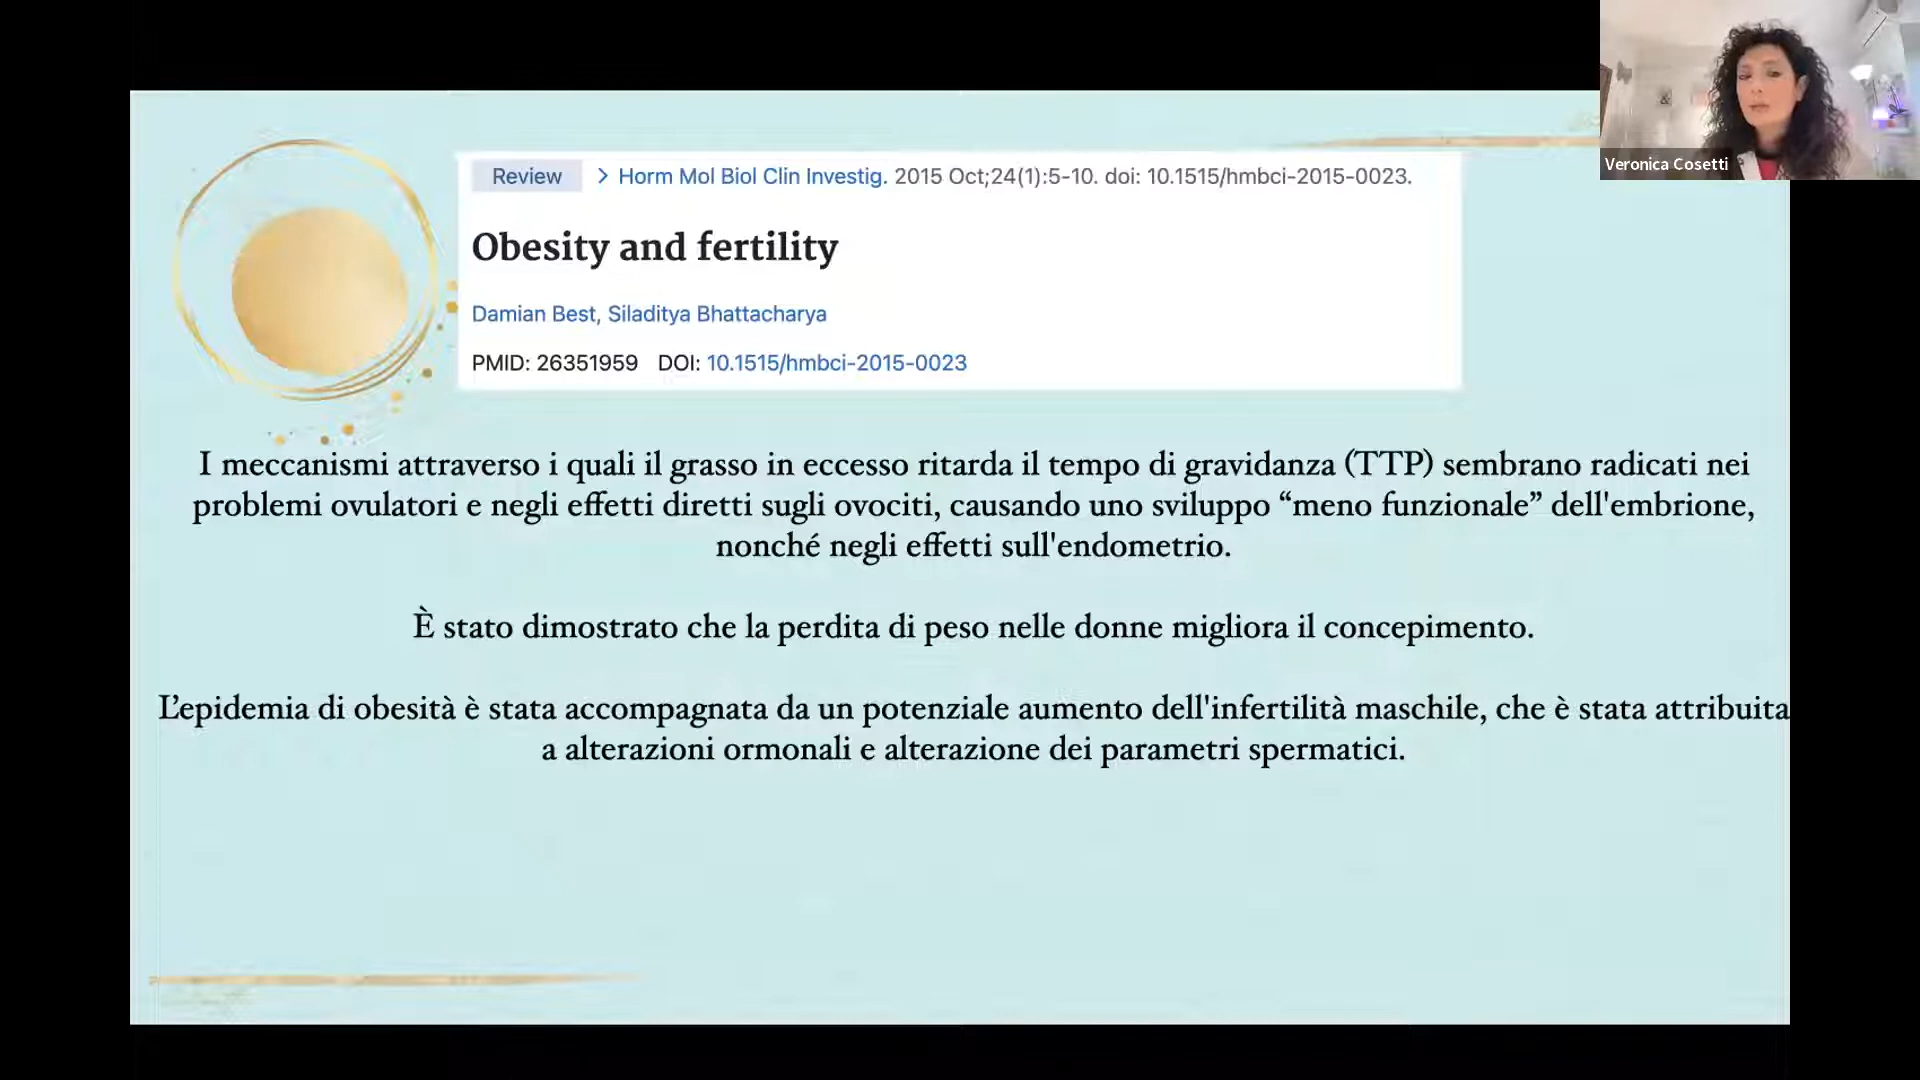 Review > Horm Mol Biol Clin Investig. 2015 Oct;24(1):5-10. doi: 10.1515/hmbci-2015-0023.
Obesity and fertility
Damian Best, Siladitya Bhattacharya
PMID: 26351959 DOI: 10.1515/hmbci-2015-0023
Veronica Cosetti
I meccanismi attraverso i quali il grasso in eccesso ritarda il tempo di gravidanza (TTP) sembrano radicati nei
problemi ovulatori e negli effetti diretti sugli ovociti, causando uno sviluppo “meno funzionale” dell'embrione,
nonché negli effetti sull'endometrio.
È stato dimostrato che la perdita di peso nelle donne migliora il concepimento.
L’epidemia di obesità è stata accompagnata da un potenziale aumento dell'infertilità maschile, che è stata attribuita
a alterazioni ormonali e alterazione dei parametri spermatici.